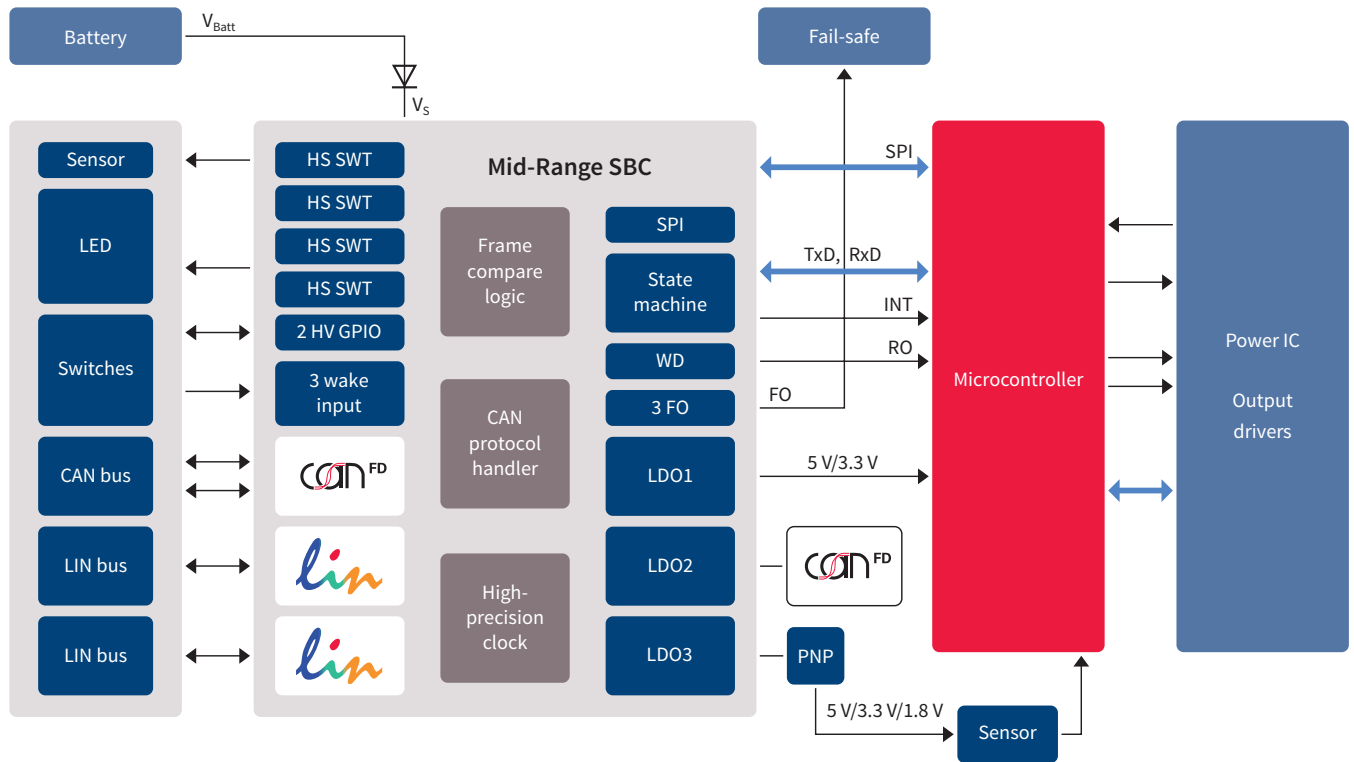 Battery
V_Batt
V_S
Fail-safe
Sensor
LED
Switches
CAN bus
LIN bus
LIN bus
Mid-Range SBC
HS SWT
HS SWT
HS SWT
HS SWT
2 HV GPIO
3 wake
input
CAN FD
lin
lin
Frame
compare
logic
CAN
protocol
handler
High-
precision
clock
SPI
State
machine
WD
3 FO
LDO1
LDO2
LDO3
SPI
TxD, RxD
INT
RO
FO
5 V/3.3 V
CAN FD
PNP
5 V/3.3 V/1.8 V
Sensor
Microcontroller
Power IC
Output
drivers